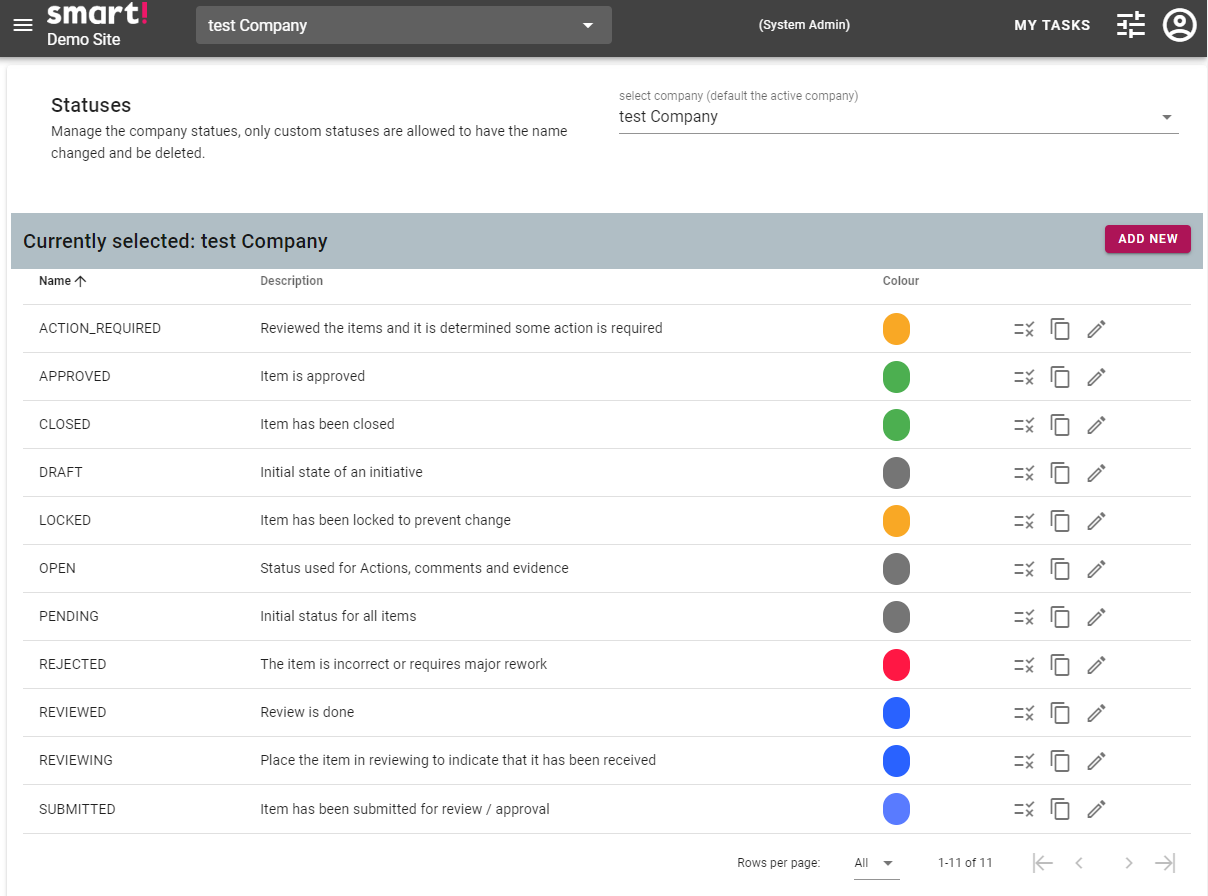 smart!
Demo Site
test Company
(System Admin)
MY TASKS
Statuses
Manage the company statues, only custom statuses are allowed to have the name
changed and be deleted.
select company (default the active company)
test Company
Currently selected: test Company
ADD NEW
Name Description Colour
ACTION_REQUIRED Reviewed the items and it is determined some action is required
APPROVED Item is approved
CLOSED Item has been closed
DRAFT Initial state of an initiative
LOCKED Item has been locked to prevent change
OPEN Status used for Actions, comments and evidence
PENDING Initial status for all items
REJECTED The item is incorrect or requires major rework
REVIEWED Review is done
REVIEWING Place the item in reviewing to indicate that it has been received
SUBMITTED Item has been submitted for review / approval
Rows per page: All 1-11 of 11